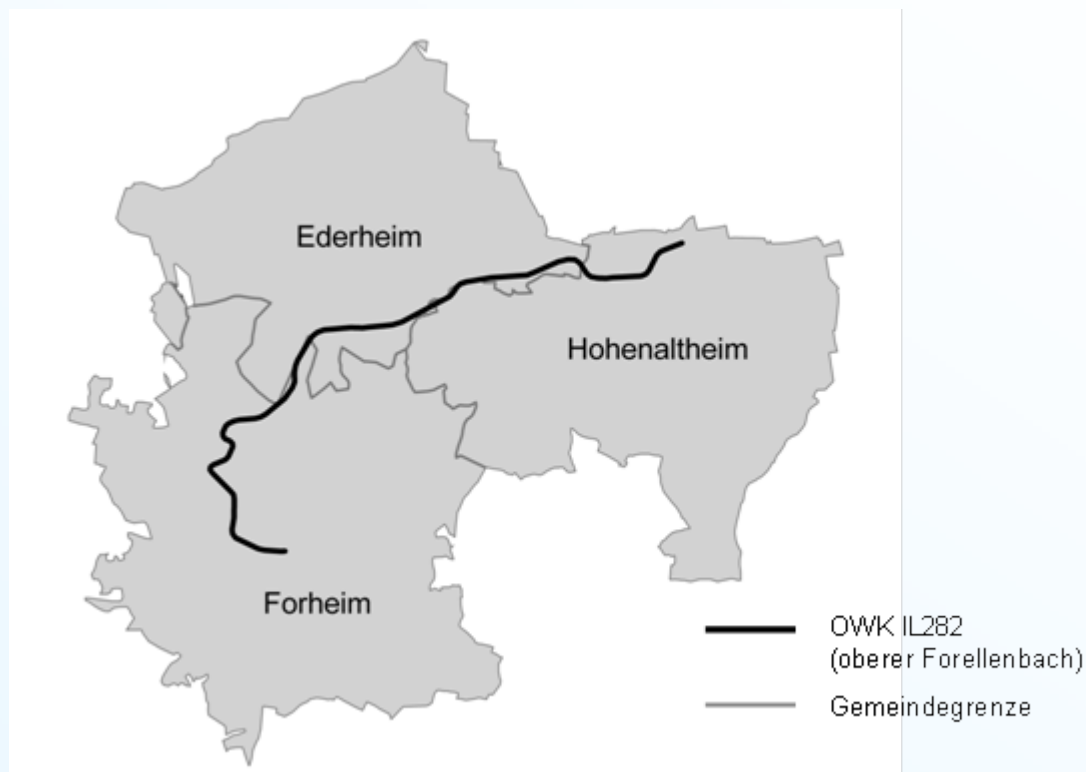 Ederheim
Hohenaltheim
Forheim
OWK IL282
(oberer Forellenbach)
Gemeindegrenze